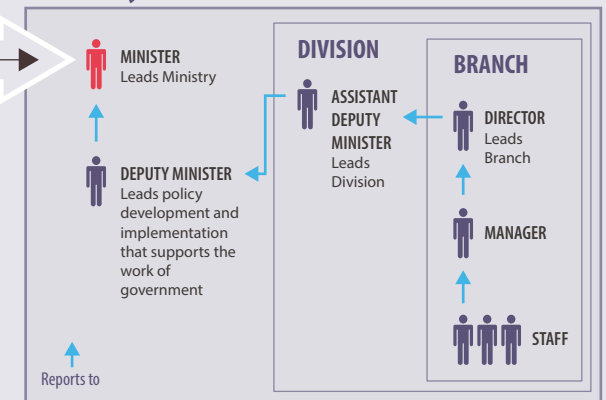 MINISTER
Leads Ministry
DEPUTY MINISTER
Leads policy
development and
implementation
that supports the
work of
government
Reports to
DIVISION
ASSISTANT
DEPUTY
MINISTER
Leads
Division
BRANCH
DIRECTOR
Leads
Branch
MANAGER
STAFF